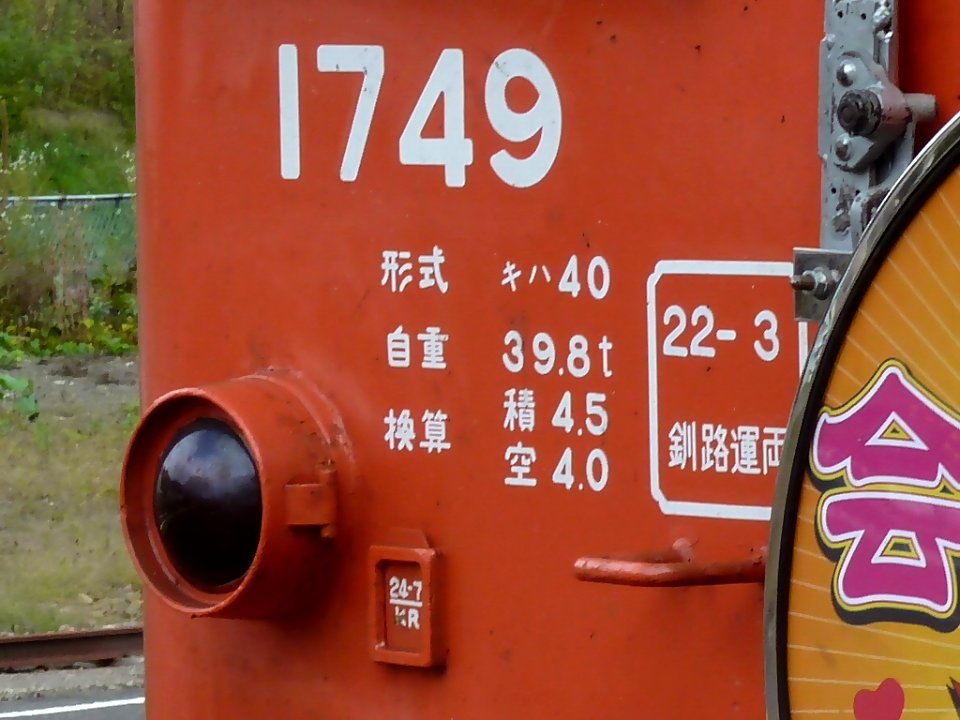 1749
形式 キハ40
自重 39.8t
換算 積 4.5
空 4.0
22-3
釧路運両
24-7
R
会